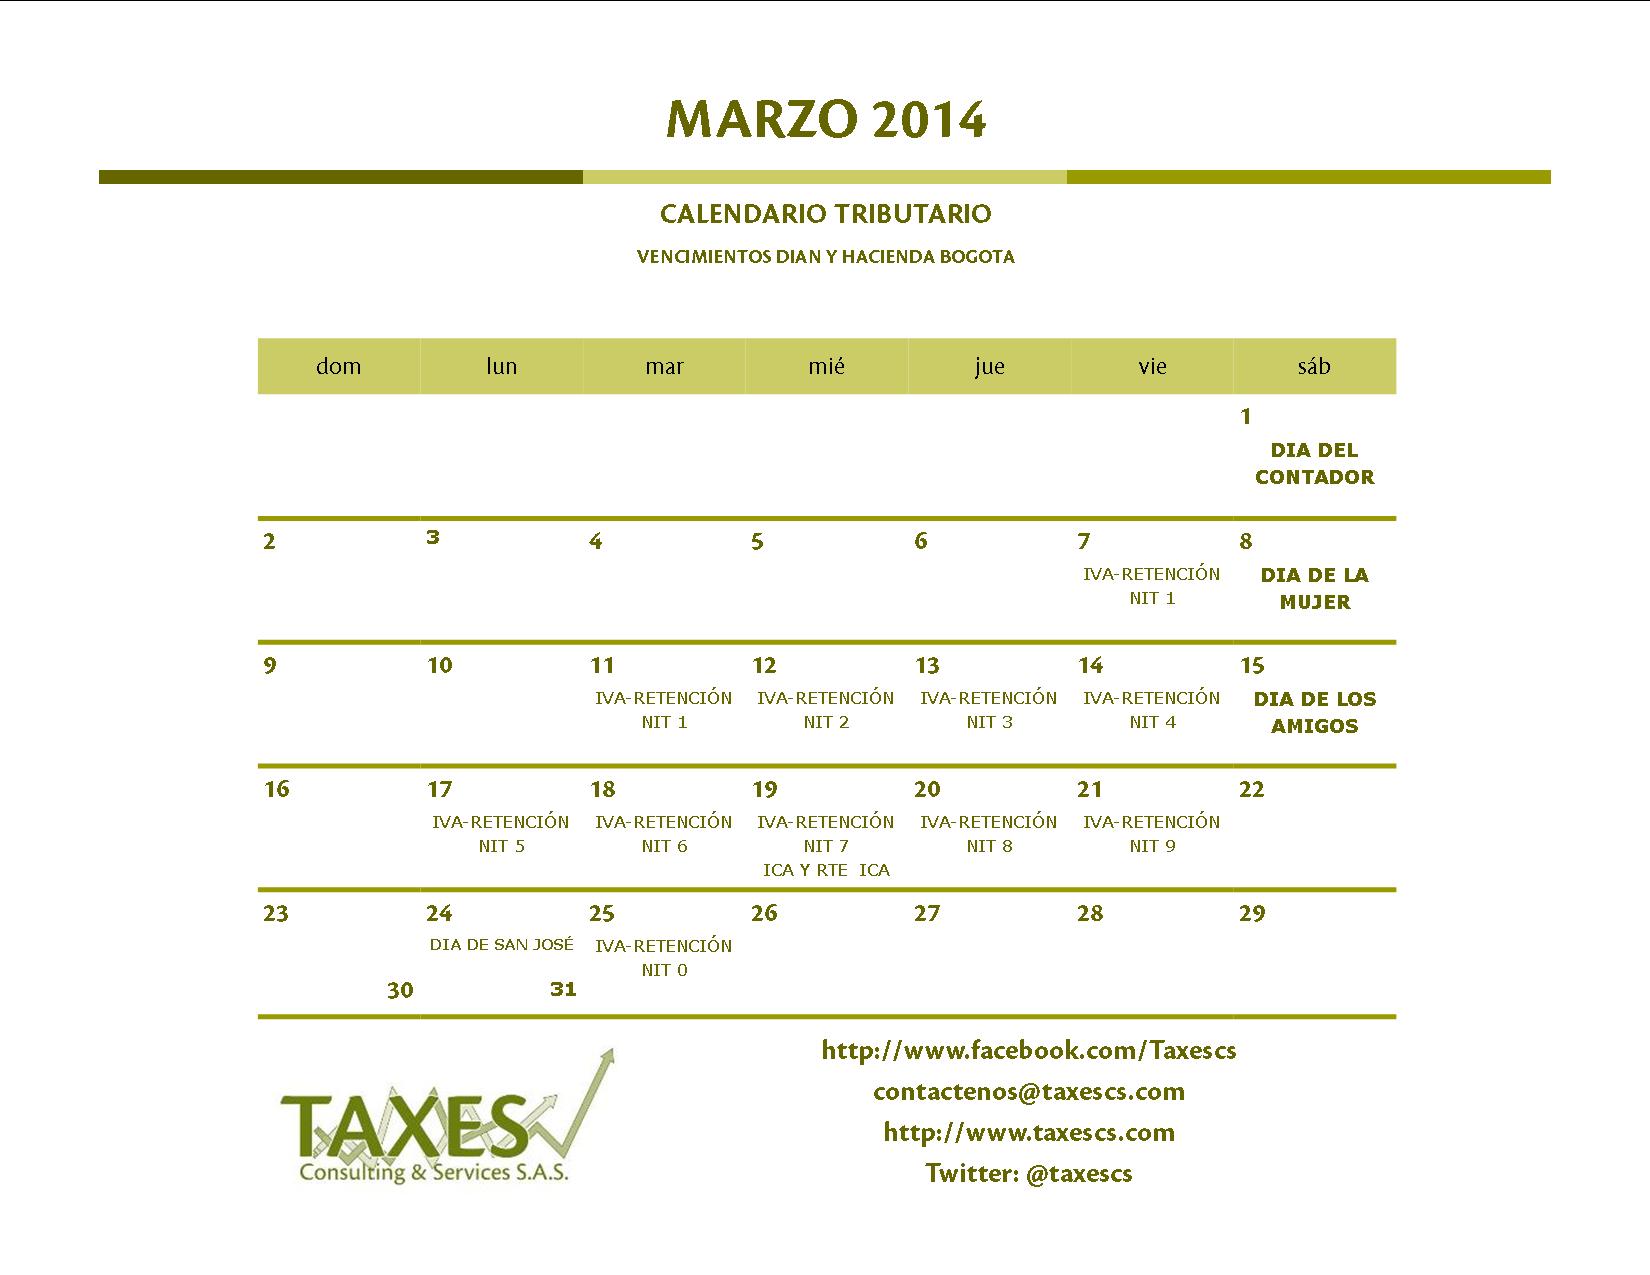 MARZO 2014
CALENDARIO TRIBUTARIO
VENCIMIENTOS DIAN Y HACIENDA BOGOTA
dom lun mar mié jue vie sáb
1
DIA DEL
CONTADOR
2 3 4 5 6 7 8
IVA-RETENCIÓN DIA DE LA
NIT 1 MUJER
9 10 11 12 13 14 15
IVA-RETENCIÓN IVA-RETENCIÓN IVA-RETENCIÓN IVA-RETENCIÓN DIA DE LOS
NIT 1 NIT 2 NIT 3 NIT 4 AMIGOS
16 17 18 19 20 21 22
IVA-RETENCIÓN IVA-RETENCIÓN IVA-RETENCIÓN IVA-RETENCIÓN IVA-RETENCIÓN
NIT 5 NIT 6 NIT 7 NIT 8 NIT 9
ICA Y RTE ICA
23 24 25 26 27 28 29
DIA DE SAN JOSÉ IVA-RETENCIÓN
NIT 0
30 31
TAXES
Consulting & Services S.A.S.
http://www.facebook.com/Taxescs
contactenos@taxescs.com
http://www.taxescs.com
Twitter: @taxescs